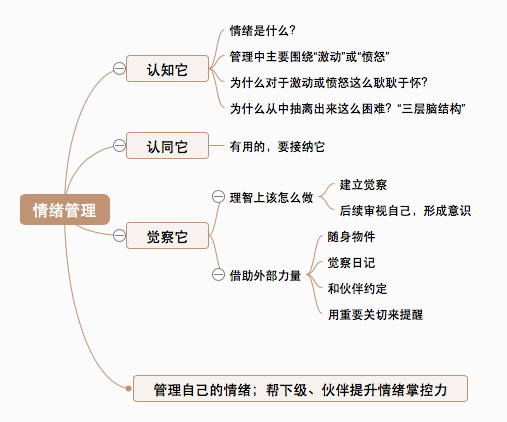 情绪管理
认知它
情绪是什么？
管理中主要围绕“激动”或“愤怒”
为什么对于激动或愤怒这么耿耿于怀？
为什么从中抽离出来这么困难？“三层脑结构”
认同它
有用的，要接纳它
觉察它
理智上该怎么做
建立觉察
后续审视自己，形成意识
借助外部力量
随身物件
觉察日记
和伙伴约定
用重要关切来提醒
管理自己的情绪；帮下级、伙伴提升情绪掌控力